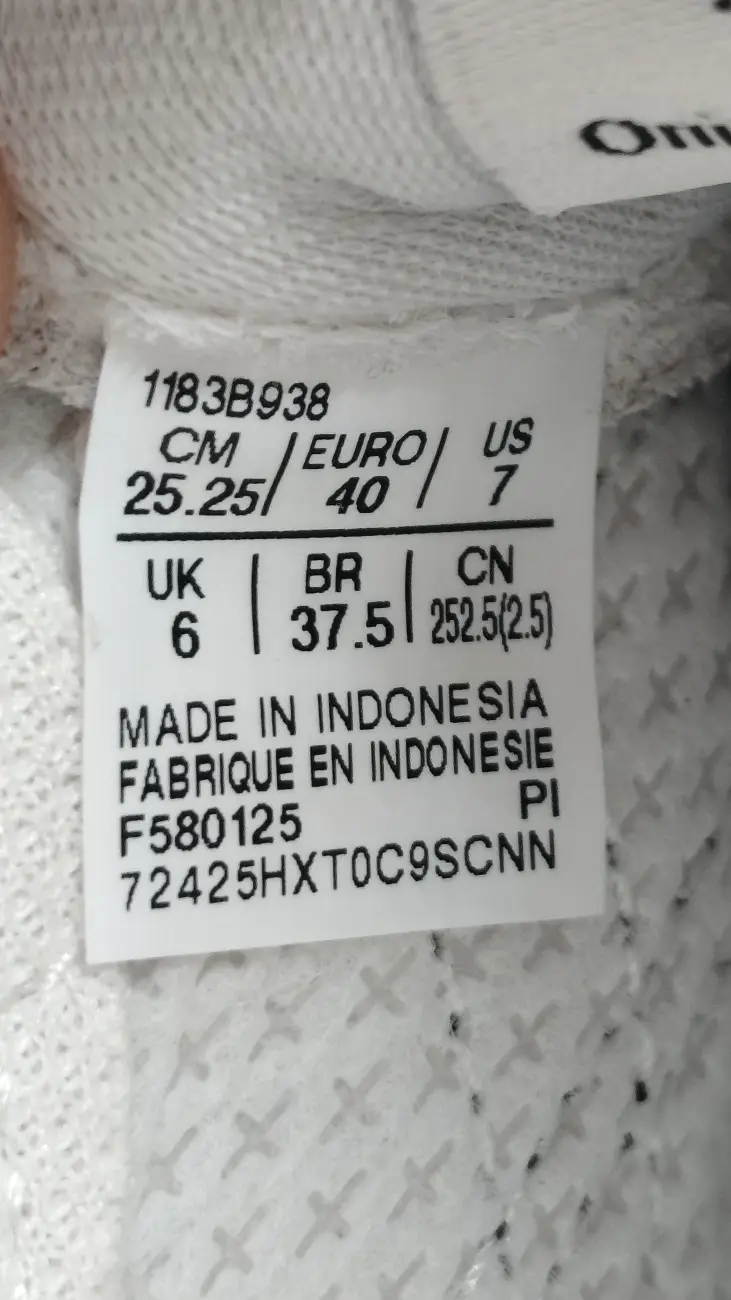 1183B938
CM / EURO / US
25.25 / 40 / 7
UK | BR | CN
6 | 37.5 | 252.5(2.5)
MADE IN INDONESIA
FABRIQUE EN INDONESIE
F580125 PI
72425HXT0C9SCNN